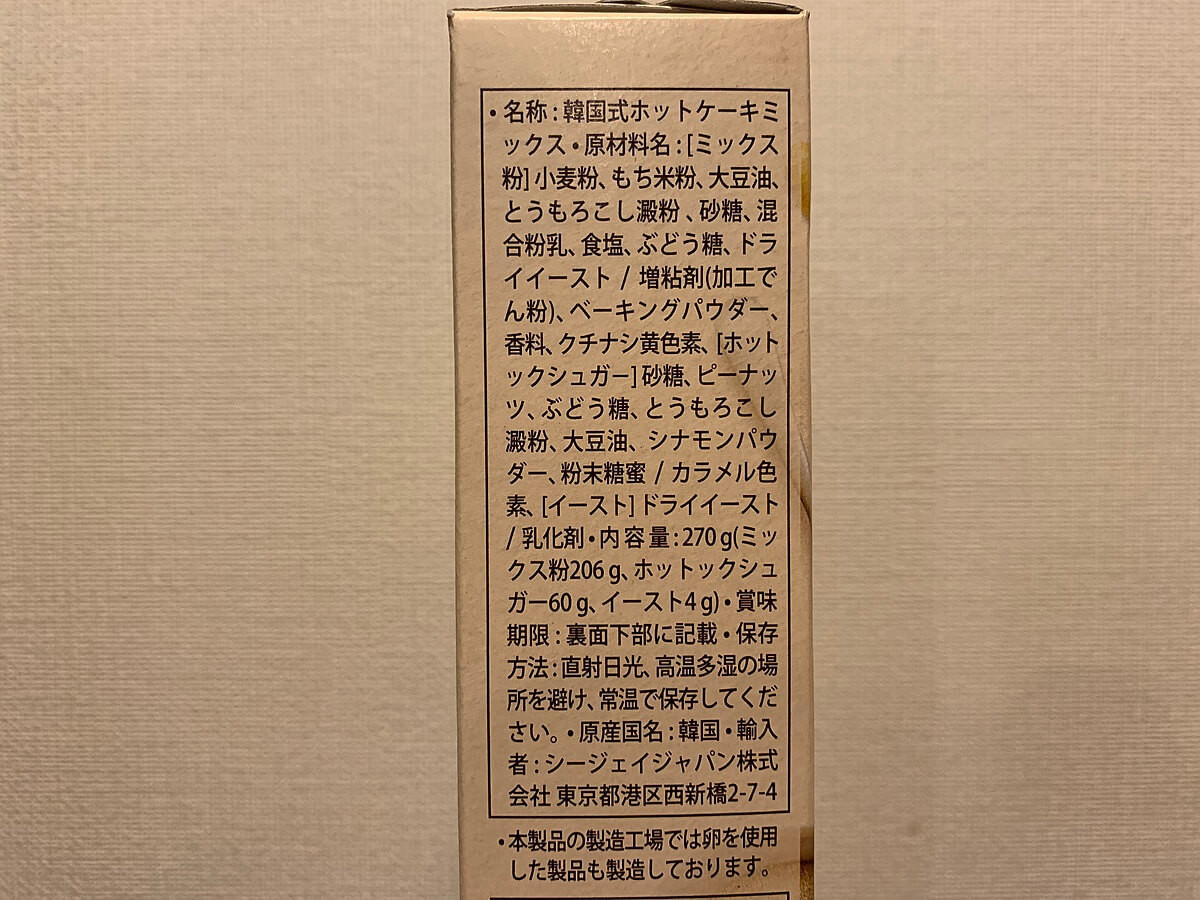 ・名称：韓国式ホットケーキミ
ックス・原材料名：[ミックス
粉]小麦粉、もち米粉、大豆油、
とうもろこし澱粉、砂糖、混
合粉乳、食塩、ぶどう糖、ドラ
イイースト / 増粘剤(加工で
ん粉)、ベーキングパウダー、
香料、クチナシ黄色素、[ホット
ックシュガー]砂糖、ピーナッ
ツ、ぶどう糖、とうもろこし
澱粉、大豆油、シナモンパウ
ダー、粉末糖蜜 / カラメル色
素、[イースト]ドライイースト
/ 乳化剤・内容量：270g(ミッ
クス粉206g、ホットックシュ
ガー60g、イースト4g)・賞味
期限：裏面下部に記載・保存
方法：直射日光、高温多湿の場
所を避け、常温で保存してくだ
さい。・原産国名：韓国・輸入
者：シージェイジャパン株式
会社 東京都港区西新橋2-7-4
・本製品の製造工場では卵を使用
した製品も製造しております。